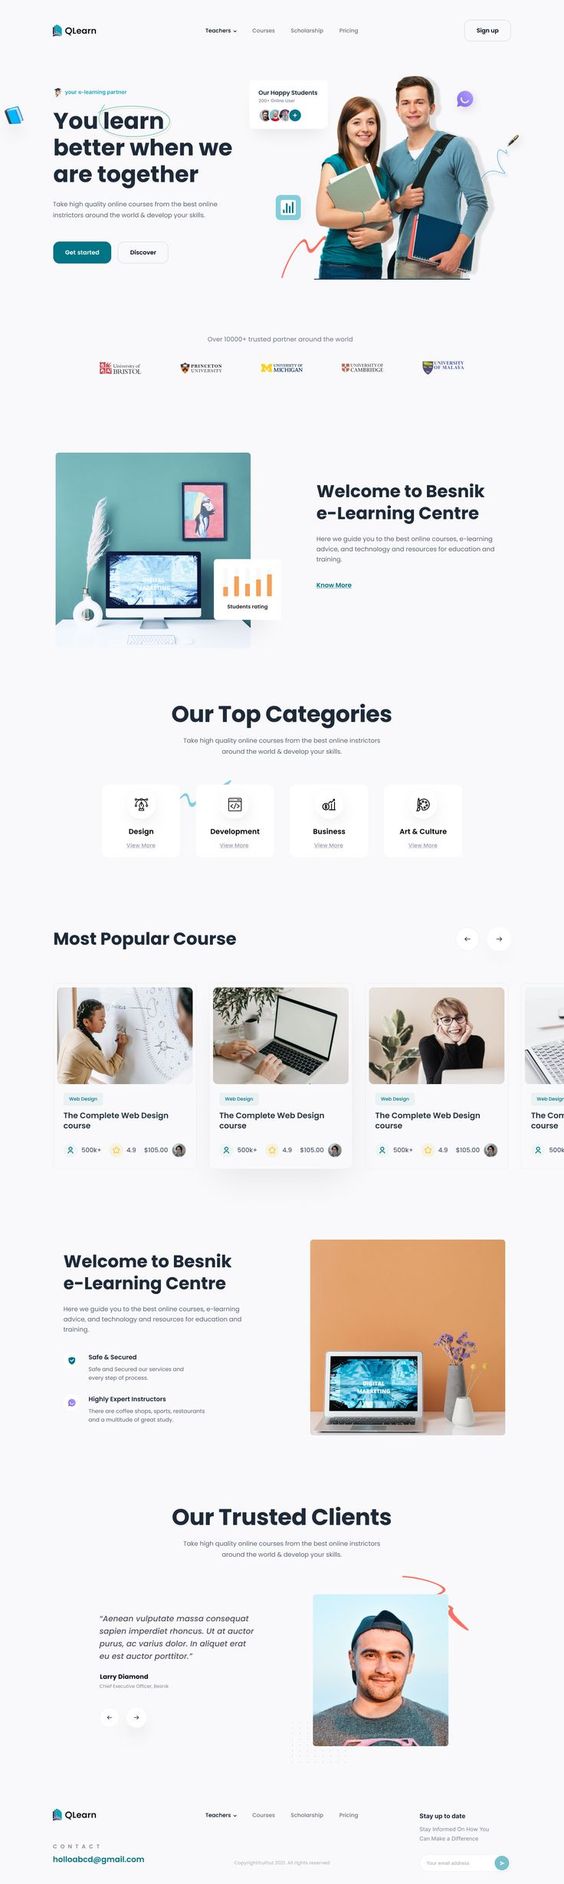 QLearn
Teachers
Courses
Scholarship
Pricing
Sign up
your e-learning partner
You learn
better when we
are together
Take high quality online courses from the best online
instrictors around the world & develop your skills.
Get started
Discover
Our Happy Students
200+ Online User
Over 10000+ trusted partner around the world
University of
BRISTOL
PRINCETON
UNIVERSITY
UNIVERSITY OF
MICHIGAN
UNIVERSITY OF
CAMBRIDGE
UNIVERSITY
OF MALAYA
DIGITAL
MARKETING
Students rating
Welcome to Besnik
e-Learning Centre
Here we guide you to the best online courses, e-learning
advice, and technology and resources for education and
training.
Know More
Our Top Categories
Take high quality online courses from the best online instrictors
around the world & develop your skills.
Design
View More
Development
View More
Business
View More
Art & Culture
View More
Most Popular Course
Web Design
The Complete Web Design
course
500k+
4.9
$105.00
Web Design
The Complete Web Design
course
500k+
4.9
$105.00
Web Design
The Complete Web Design
course
500k+
4.9
$105.00
Web Design
The Com
course
500k
Welcome to Besnik
e-Learning Centre
Here we guide you to the best online courses, e-learning
advice, and technology and resources for education and
training.
Safe & Secured
Safe and Secured our services and
every step of process.
Highly Expert Instructors
There are coffee shops, sports, restaurants
and a multitude of great study.
DIGITAL
MARKETING
Our Trusted Clients
Take high quality online courses from the best online instrictors
around the world & develop your skills.
“Aenean vulputate massa consequat
sapien imperdiet rhoncus. Ut at auctor
purus, ac varius dolor. In aliquet erat
eu est auctor porttitor.”
Larry Diamond
Chief Executive Officer, Besnik
QLearn
Teachers
Courses
Scholarship
Pricing
Stay up to date
Stay Informed On How You
Can Make a Difference
CONTACT
holloabcd@gmail.com
2021. All rights reserved
Your email address